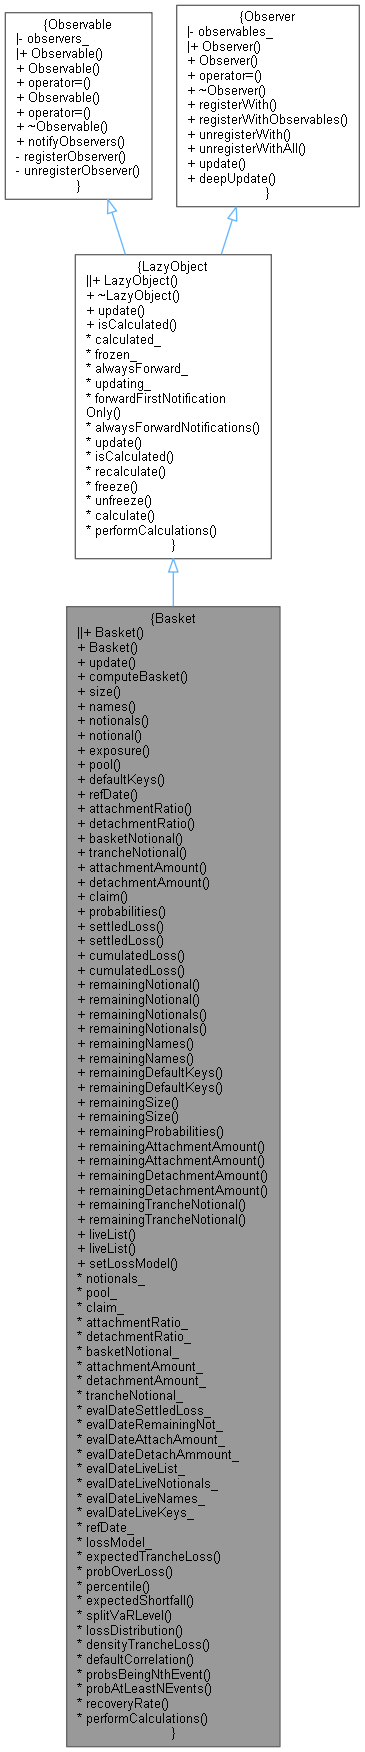 {Observable
|- observers_
|+ Observable()
+ Observable()
+ operator=()
+ Observable()
+ operator=()
+ ~Observable()
+ notifyObservers()
- registerObserver()
- unregisterObserver()
}
{Observer
|- observables_
|+ Observer()
+ Observer()
+ operator=()
+ ~Observer()
+ registerWith()
+ registerWithObservables()
+ unregisterWith()
+ unregisterWithAll()
+ update()
+ deepUpdate()
}
{LazyObject
||+ LazyObject()
+ ~LazyObject()
+ update()
+ isCalculated()
* calculated_
* frozen_
* alwaysForward_
* updating_
* forwardFirstNotification
Only()
* alwaysForwardNotifications()
* update()
* isCalculated()
* recalculate()
* freeze()
* unfreeze()
* calculate()
* performCalculations()
}
{Basket
||+ Basket()
+ Basket()
+ update()
+ computeBasket()
+ size()
+ names()
+ notionals()
+ notional()
+ exposure()
+ pool()
+ defaultKeys()
+ refDate()
+ attachmentRatio()
+ detachmentRatio()
+ basketNotional()
+ trancheNotional()
+ attachmentAmount()
+ detachmentAmount()
+ claim()
+ probabilities()
+ settledLoss()
+ settledLoss()
+ cumulatedLoss()
+ cumulatedLoss()
+ remainingNotional()
+ remainingNotional()
+ remainingNotionals()
+ remainingNotionals()
+ remainingNames()
+ remainingNames()
+ remainingDefaultKeys()
+ remainingDefaultKeys()
+ remainingSize()
+ remainingSize()
+ remainingProbabilities()
+ remainingAttachmentAmount()
+ remainingAttachmentAmount()
+ remainingDetachmentAmount()
+ remainingDetachmentAmount()
+ remainingTrancheNotional()
+ remainingTrancheNotional()
+ liveList()
+ liveList()
+ setLossModel()
* notionals_
* pool_
* claim_
* attachmentRatio_
* detachmentRatio_
* basketNotional_
* attachmentAmount_
* detachmentAmount_
* trancheNotional_
* evalDateSettledLoss_
* evalDateRemainingNot_
* evalDateAttachAmount_
* evalDateDetachAmmount_
* evalDateLiveList_
* evalDateLiveNotionals_
* evalDateLiveNames_
* evalDateLiveKeys_
* refDate_
* lossModel_
* expectedTrancheLoss()
* probOverLoss()
* percentile()
* expectedShortfall()
* splitVaRLevel()
* lossDistribution()
* densityTrancheLoss()
* defaultCorrelation()
* probsBeingNthEvent()
* probAtLeastNEvents()
* recoveryRate()
* performCalculations()
}